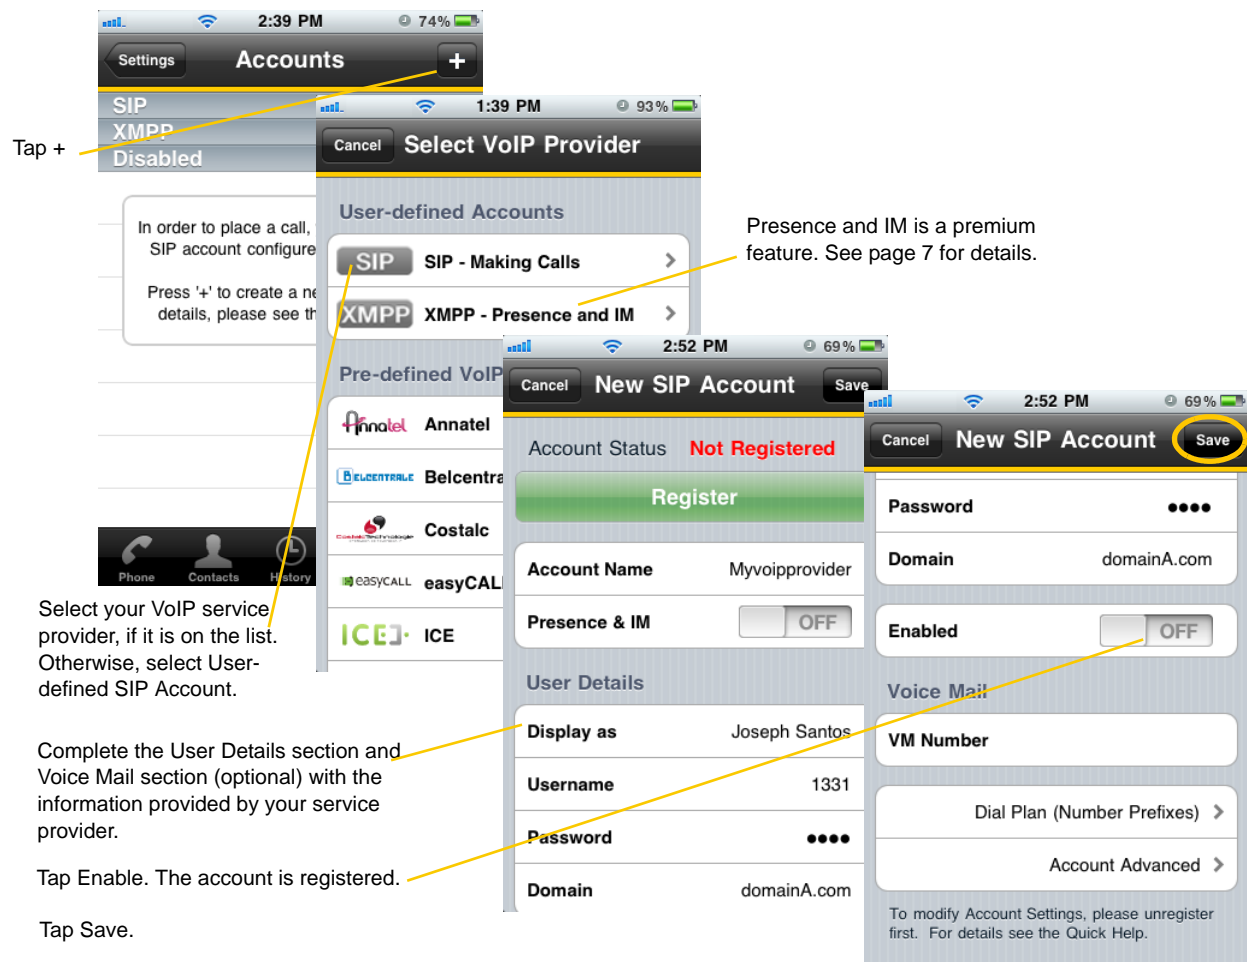 2:39 PM
74%
Settings
Accounts
+
SIP
XMPP
Disabled
Tap +
In order to place a call,
SIP account configure
Press '+' to create a ne
details, please see th
Phone
Contacts
History
1:39 PM
93%
Cancel
Select VoIP Provider
User-defined Accounts
SIP
SIP - Making Calls
XMPP
XMPP - Presence and IM
Presence and IM is a premium
feature. See page 7 for details.
Pre-defined VoIP
Annatel
Annatel
BELCENTRALE
Belcentra
Costalc
easyCALL
easyCALL
ICE
ICE
Select your VoIP service
provider, if it is on the list.
Otherwise, select User-
defined SIP Account.
2:52 PM
69%
Cancel
New SIP Account
Save
Account Status
Not Registered
Register
Account Name
Myvoipprovider
Presence & IM
OFF
User Details
Display as
Joseph Santos
Username
1331
Password
●●●●
Domain
domainA.com
Complete the User Details section and
Voice Mail section (optional) with the
information provided by your service
provider.
2:52 PM
69%
Cancel
New SIP Account
Save
Password
●●●●
Domain
domainA.com
Enabled
OFF
Voice Mail
VM Number
Dial Plan (Number Prefixes)
Account Advanced
To modify Account Settings, please unregister
first. For details see the Quick Help.
Tap Enable. The account is registered.
Tap Save.